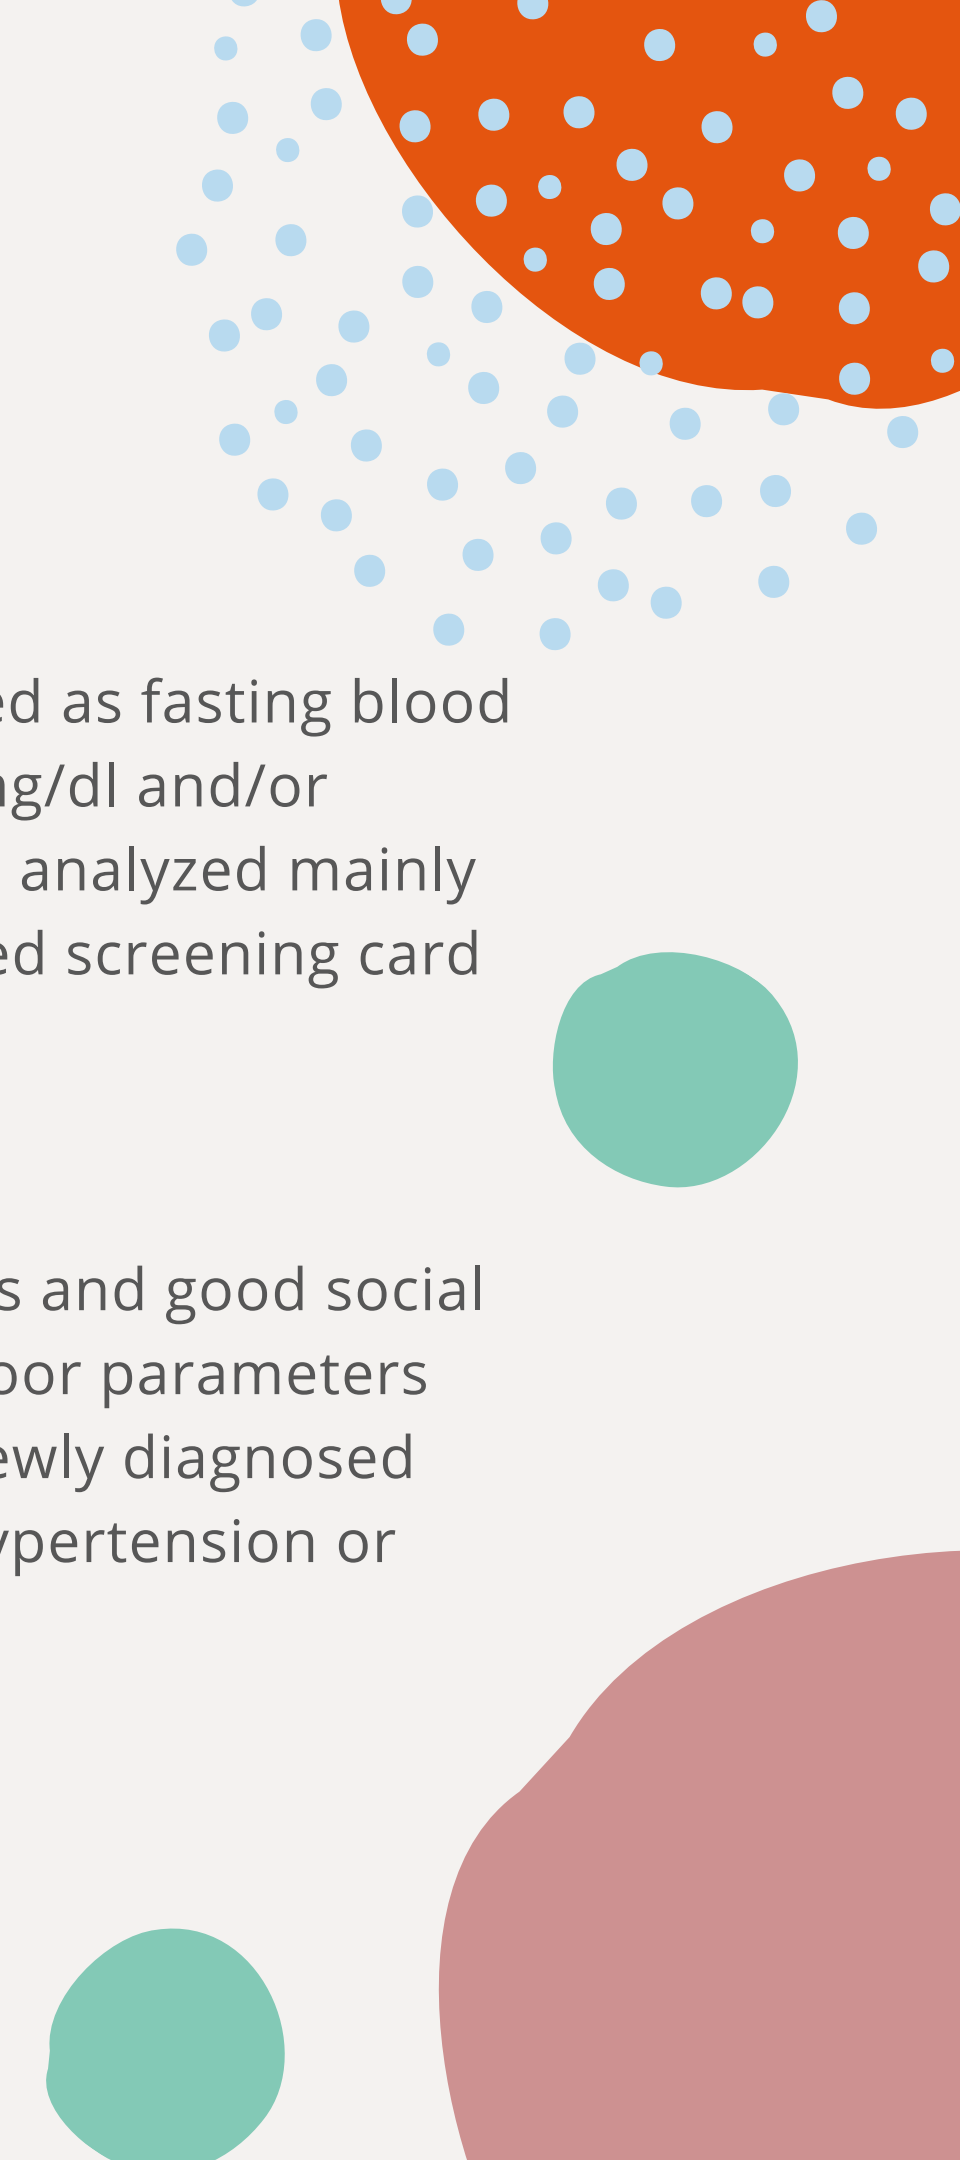 ed as fasting blood
ng/dl and/or
analyzed mainly
ed screening card
s and good social
oor parameters
ewly diagnosed
ypertension or